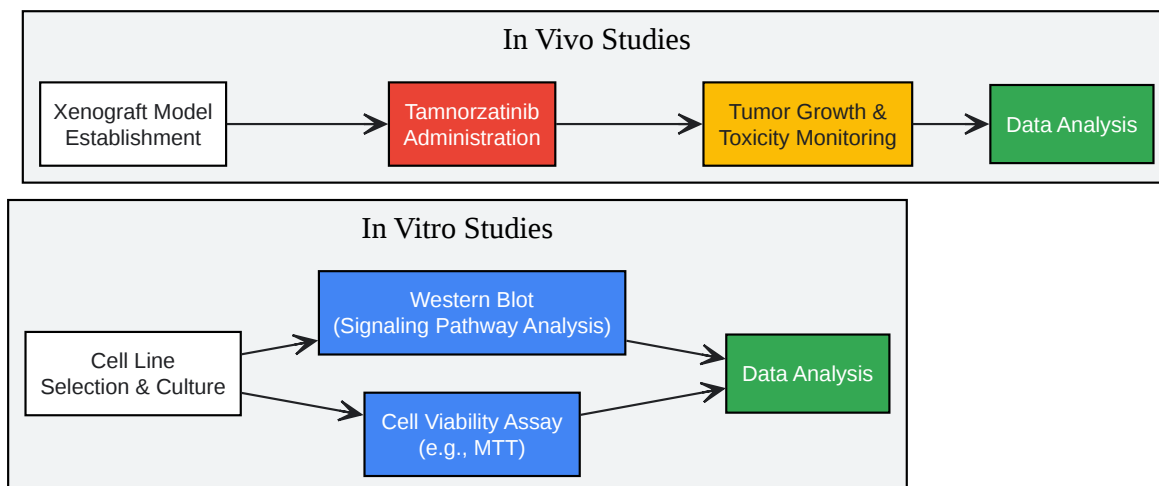 In Vivo Studies
Xenograft Model
Establishment
Tamnorzatinib
Administration
Tumor Growth &
Toxicity Monitoring
Data Analysis
In Vitro Studies
Cell Line
Selection & Culture
Western Blot
(Signaling Pathway Analysis)
Cell Viability Assay
(e.g., MTT)
Data Analysis